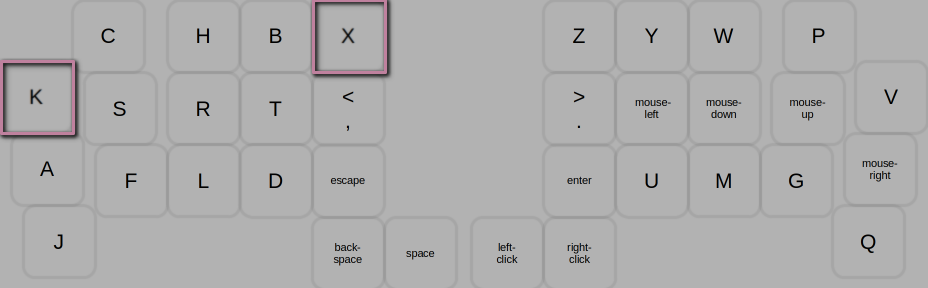 C H B X Z Y W P
K S R T < , > . mouse-left mouse-down mouse-up V
A F L D escape enter U M G mouse-right
J back-space space left-click right-click Q